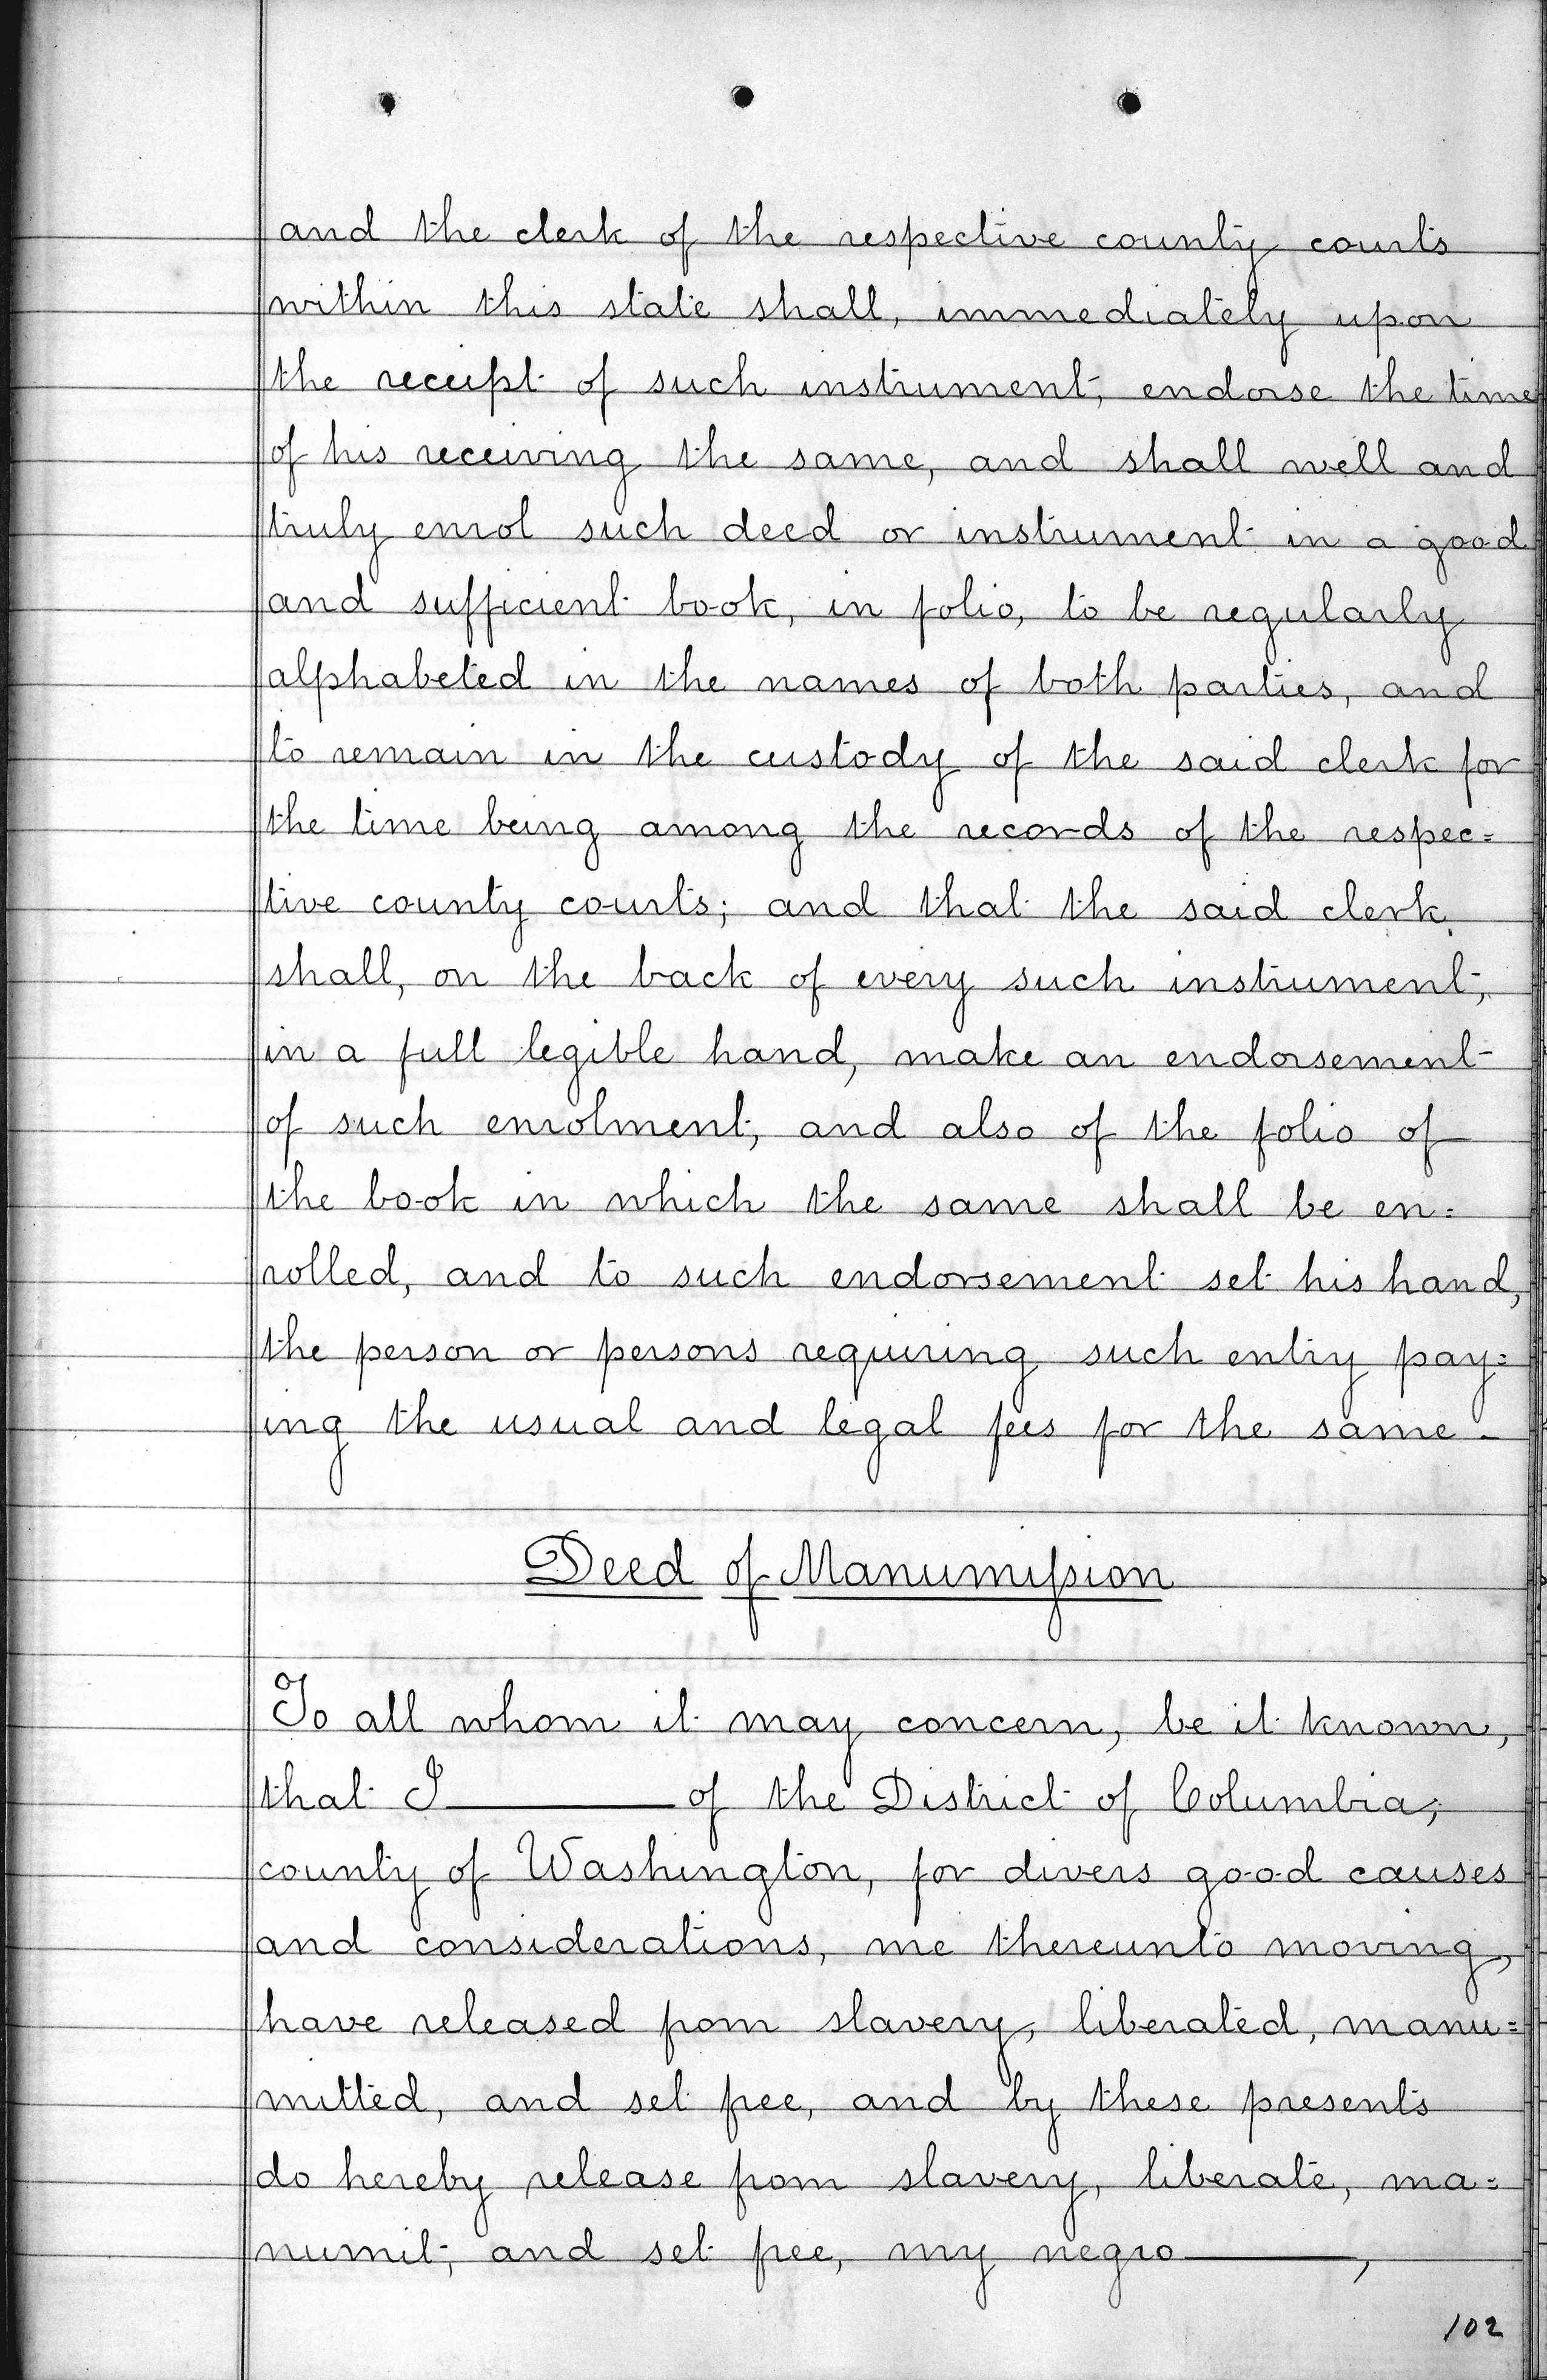 and the clerk of the respective county courts
within this state shall, immediately upon
the receipt of such instrument, endorse the time
of his receiving the same, and shall well and
truly enrol such deed or instrument in a good
and sufficient book, in folio, to be regularly
alphabeted in the names of both parties, and
to remain in the custody of the said clerk for
the time being among the records of the respec=
tive county courts; and that the said clerk
shall, on the back of every such instrument,
in a full legible hand, make an endorsement
of such enrolment, and also of the folio of
the book in which the same shall be en=
rolled, and to such endorsement set his hand,
the person or persons requiring such entry pay=
ing the usual and legal fees for the same -
Deed of Manumiſsion
To all whom it may concern, be it known,
that I ______ of the District of Columbia,
county of Washington, for divers good causes
and considerations, me thereunto moving,
have released from slavery, liberated, manu=
mitted, and set free, and by these presents
do hereby release from slavery, liberate, ma=
numit, and set free, my negro ______,
102